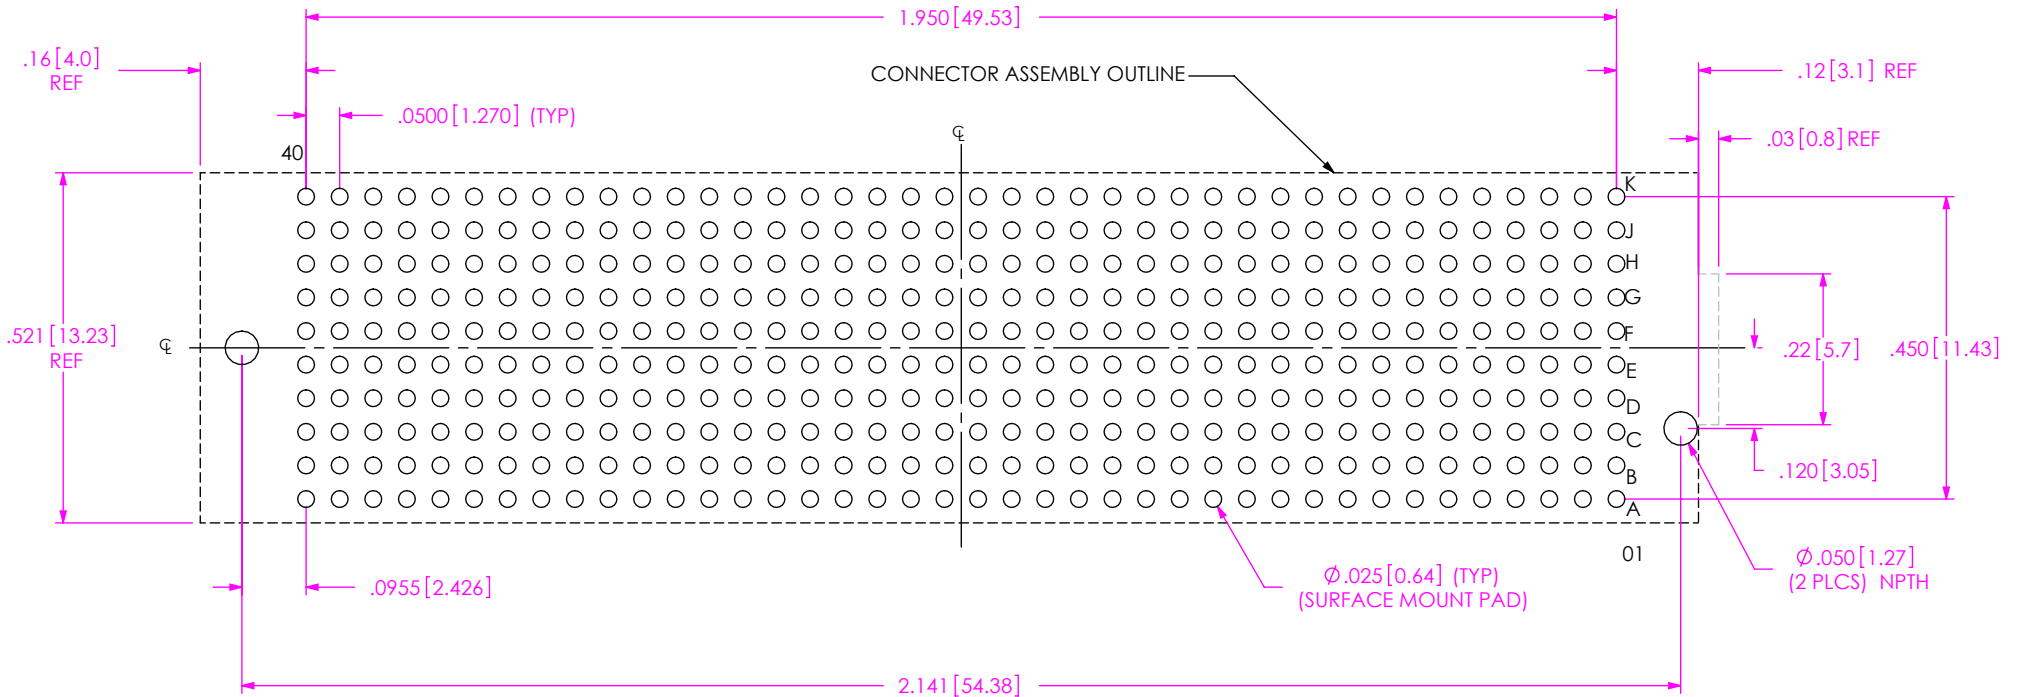 1.950[49.53]
.16[4.0]
REF
CONNECTOR ASSEMBLY OUTLINE
.12[3.1] REF
.0500[1.270] (TYP)
.03[0.8] REF
℄
40
K
J
H
G
F
E
D
C
B
A
.521[13.23]
REF
℄
.22[5.7]
.450[11.43]
.120[3.05]
01
Ø.050[1.27]
(2 PLCS) NPTH
.0955[2.426]
Ø.025[0.64] (TYP)
(SURFACE MOUNT PAD)
2.141[54.38]